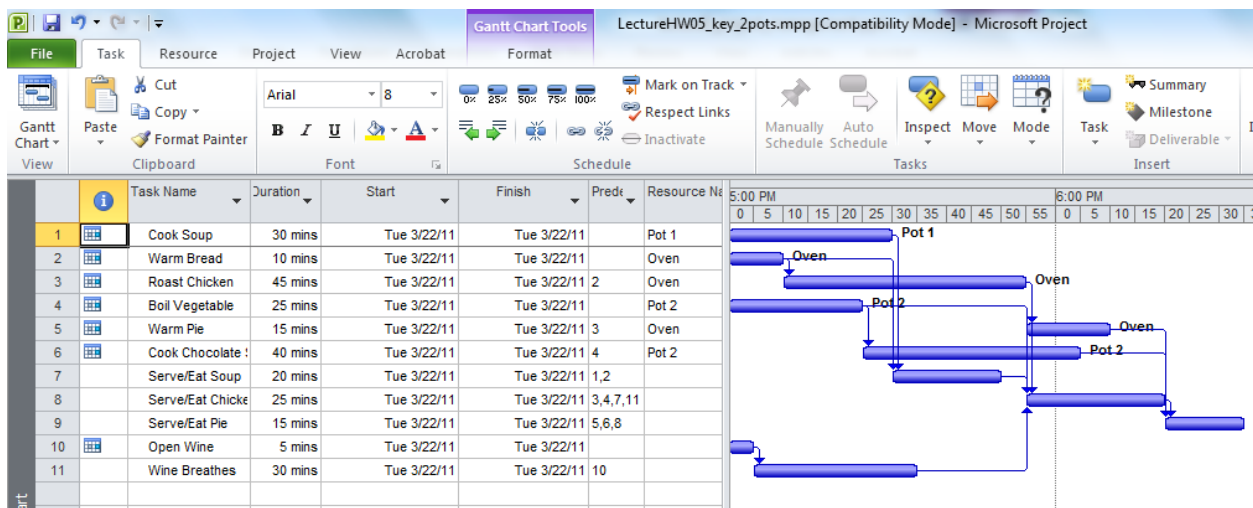 P
Gantt Chart Tools
LectureHW05_key_2pots.mpp [Compatibility Mode] - Microsoft Project
File Task Resource Project View Acrobat Format
Gantt Chart
View
Paste
Cut
Copy
Format Painter
Clipboard
Arial 8
B I U A
Font
0% 25% 50% 75% 100%
Mark on Track
Respect Links
Inactivate
Schedule
Manually Schedule
Auto Schedule
Inspect Move Mode
Tasks
Task
Summary
Milestone
Deliverable
Insert
Task Name Duration Start Finish Prede Resource Na
5:00 PM 6:00 PM
0 5 10 15 20 25 30 35 40 45 50 55 0 5 10 15 20 25 30
1 Cook Soup 30 mins Tue 3/22/11 Tue 3/22/11 Pot 1 Pot 1
2 Warm Bread 10 mins Tue 3/22/11 Tue 3/22/11 Oven Oven
3 Roast Chicken 45 mins Tue 3/22/11 Tue 3/22/11 2 Oven Oven
4 Boil Vegetable 25 mins Tue 3/22/11 Tue 3/22/11 Pot 2 Pot 2
5 Warm Pie 15 mins Tue 3/22/11 Tue 3/22/11 3 Oven Oven
6 Cook Chocolate 40 mins Tue 3/22/11 Tue 3/22/11 4 Pot 2 Pot 2
7 Serve/Eat Soup 20 mins Tue 3/22/11 Tue 3/22/11 1,2
8 Serve/Eat Chicke 25 mins Tue 3/22/11 Tue 3/22/11 3,4,7,11
9 Serve/Eat Pie 15 mins Tue 3/22/11 Tue 3/22/11 5,6,8
10 Open Wine 5 mins Tue 3/22/11 Tue 3/22/11
11 Wine Breathes 30 mins Tue 3/22/11 Tue 3/22/11 10
art